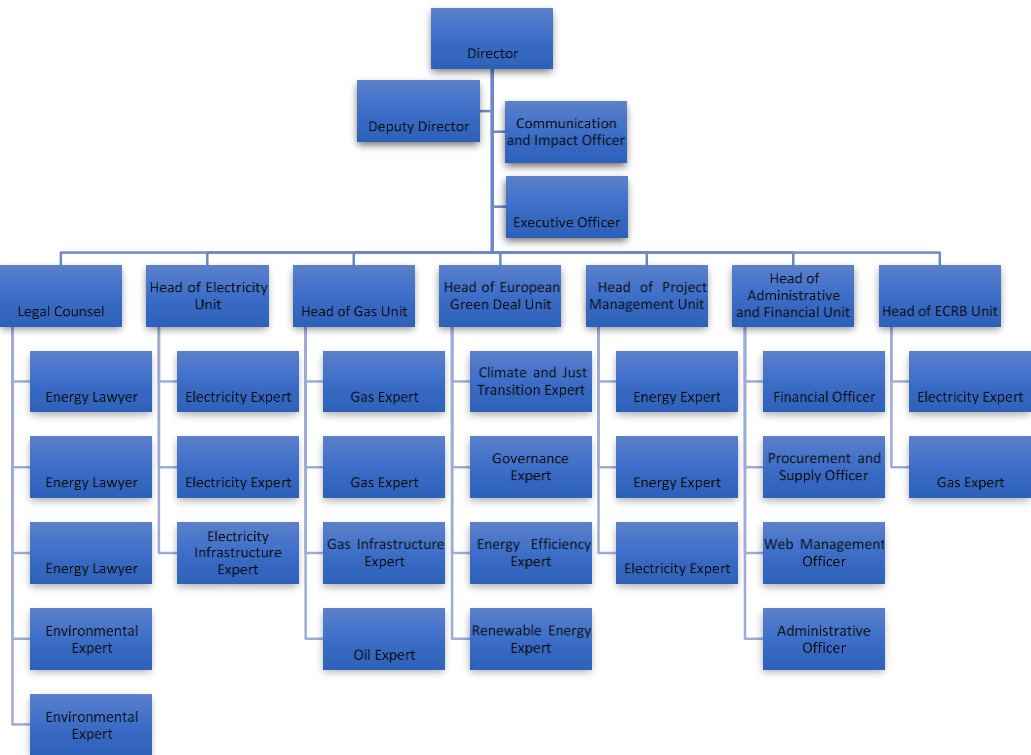 Director
Deputy Director
Communication
and Impact Officer
Executive Officer
Legal Counsel
Head of Electricity
Unit
Head of Gas Unit
Head of European
Green Deal Unit
Head of Project
Management Unit
Head of
Administrative
and Financial Unit
Head of ECRB Unit
Energy Lawyer
Energy Lawyer
Energy Lawyer
Environmental
Expert
Environmental
Expert
Electricity Expert
Electricity Expert
Electricity
Infrastructure
Expert
Gas Expert
Gas Expert
Gas Infrastructure
Expert
Oil Expert
Climate and Just
Transition Expert
Governance
Expert
Energy Efficiency
Expert
Renewable Energy
Expert
Energy Expert
Energy Expert
Electricity Expert
Financial Officer
Procurement and
Supply Officer
Web Management
Officer
Administrative
Officer
Electricity Expert
Gas Expert